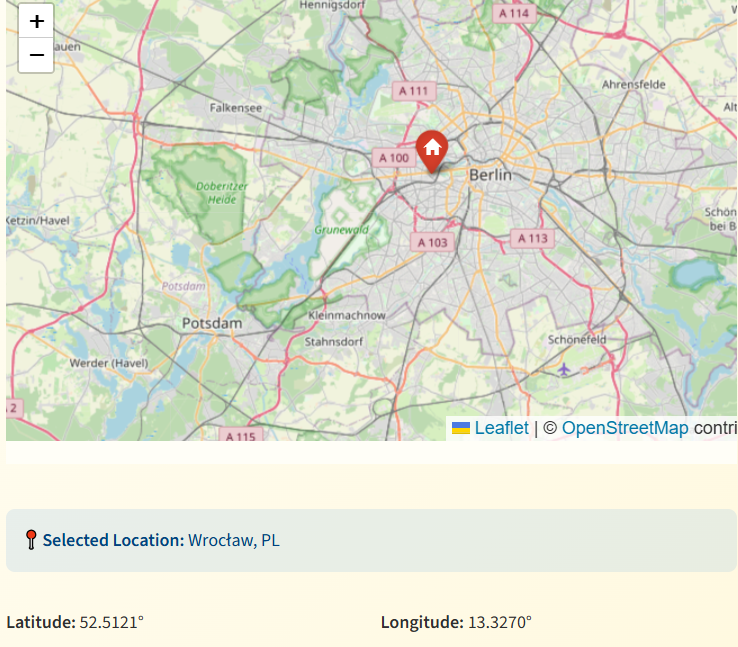 Hennigsdorf
A 114
+
−
auen
Ahrensfelde
A 111
Falkensee
Alt
A 100
Berlin
Döberitzer
Heide
Ketzin/Havel
Schön
bei B
Grunewald
A 103
A 113
Potsdam
Potsdam
Kleinmachnow
Stahnsdorf
Schönefeld
Werder (Havel)
2
A 115
Leaflet | © OpenStreetMap contri
Selected Location: Wrocław, PL
Latitude: 52.5121°
Longitude: 13.3270°